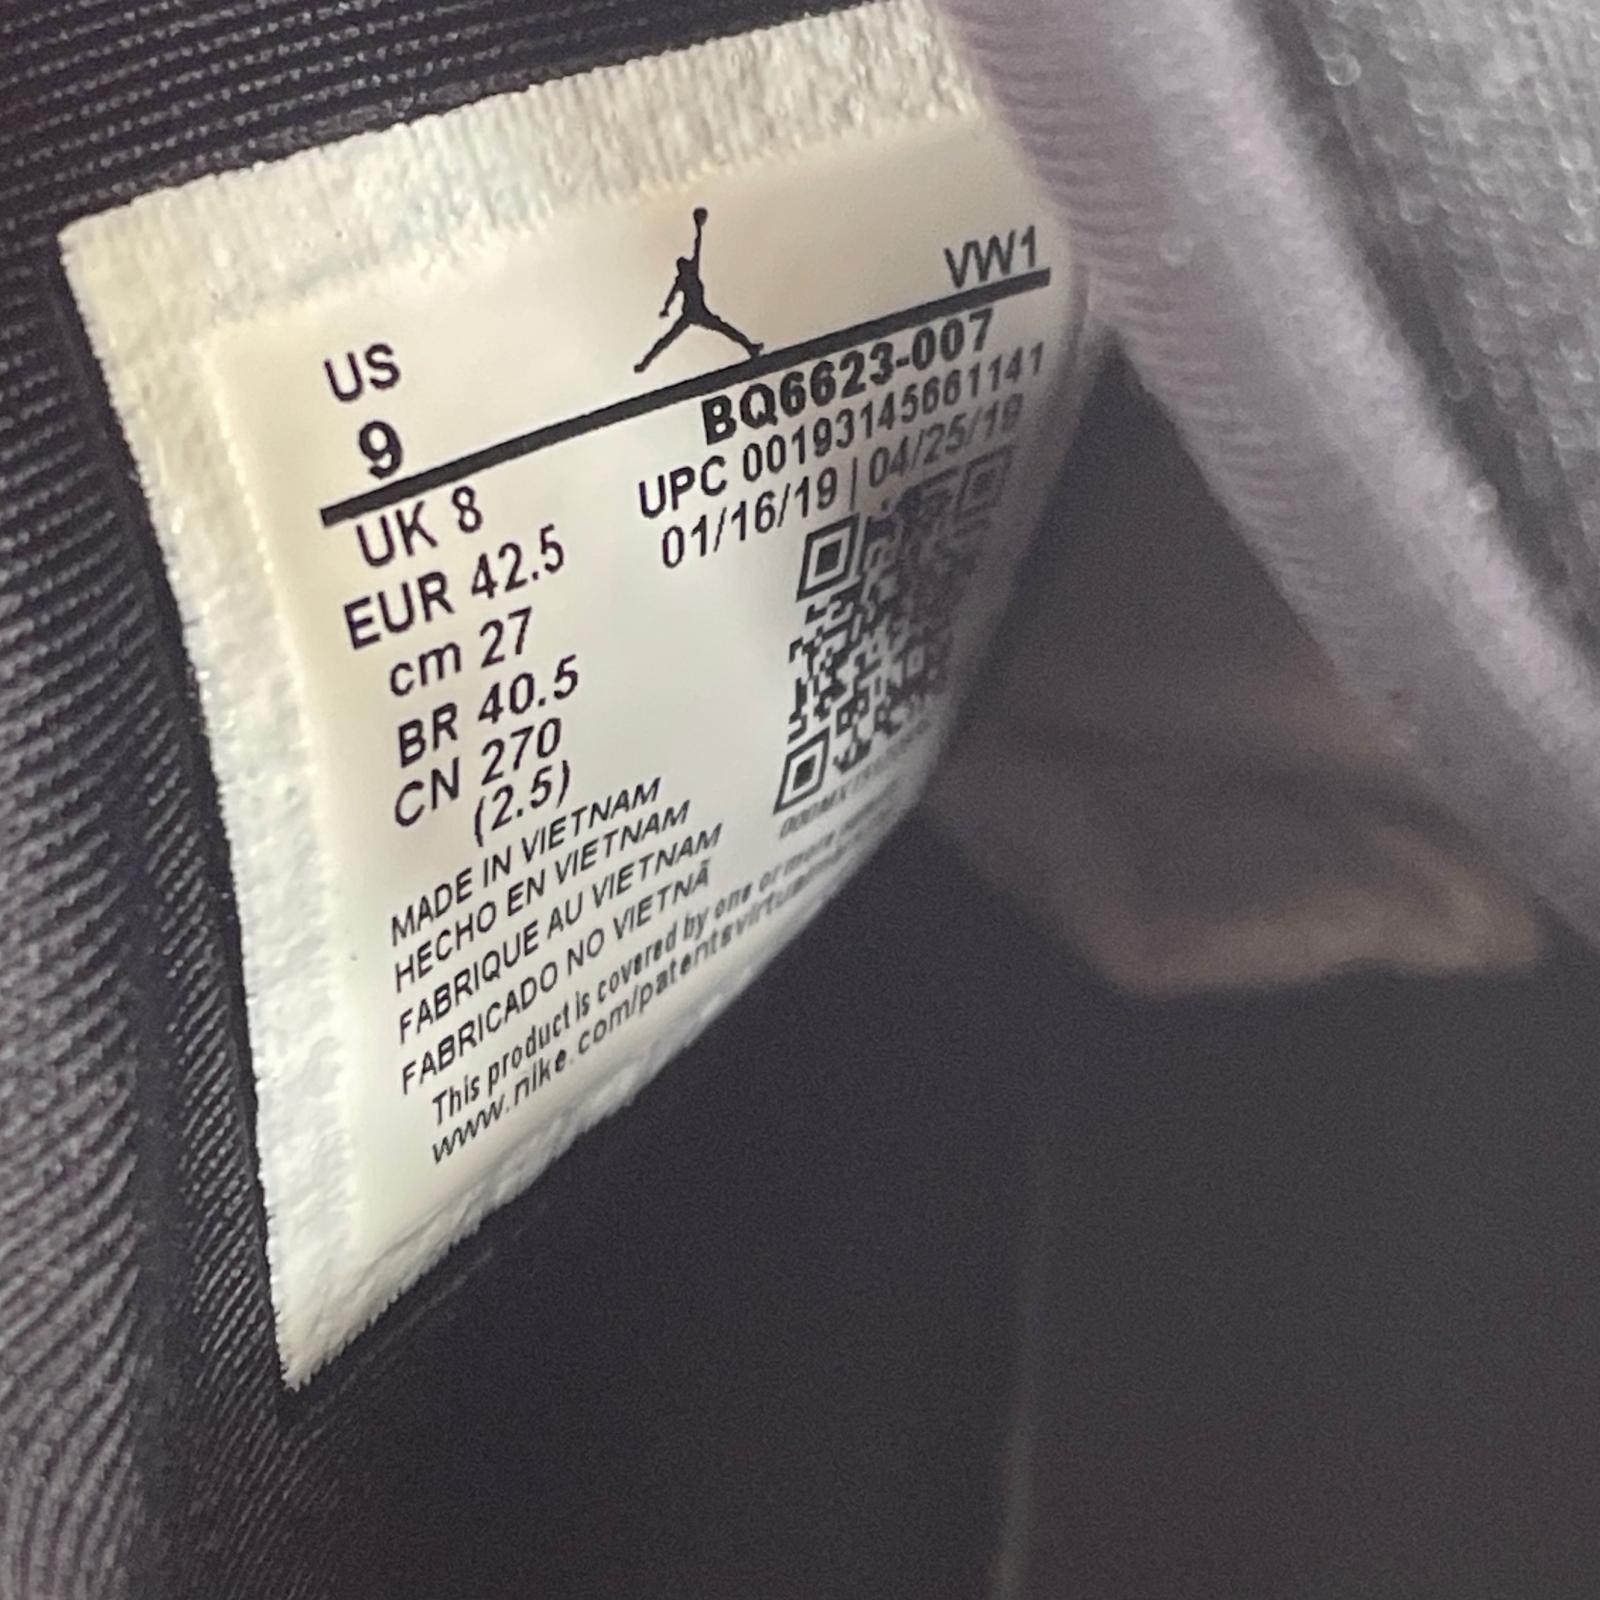 VW1
US
9
BQ6623-007
UPC 00193145661141
01/16/19 | 04/25/19
UK 8
EUR 42.5
cm 27
BR 40.5
CN 270
(2.5)
MADE IN VIETNAM
HECHO EN VIETNAM
FABRIQUE AU VIETNAM
FABRICADO NO VIETNÃ
This product is covered by one or more
www.nike.com/patentsvirtual